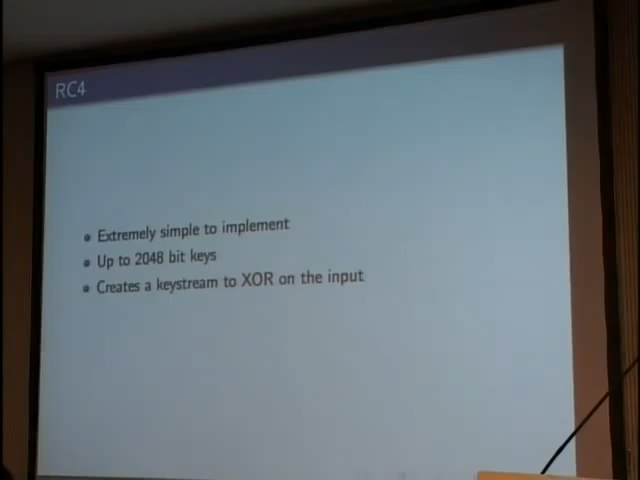 RC4
Extremely simple to implement
Up to 2048 bit keys
Creates a keystream to XOR on the input